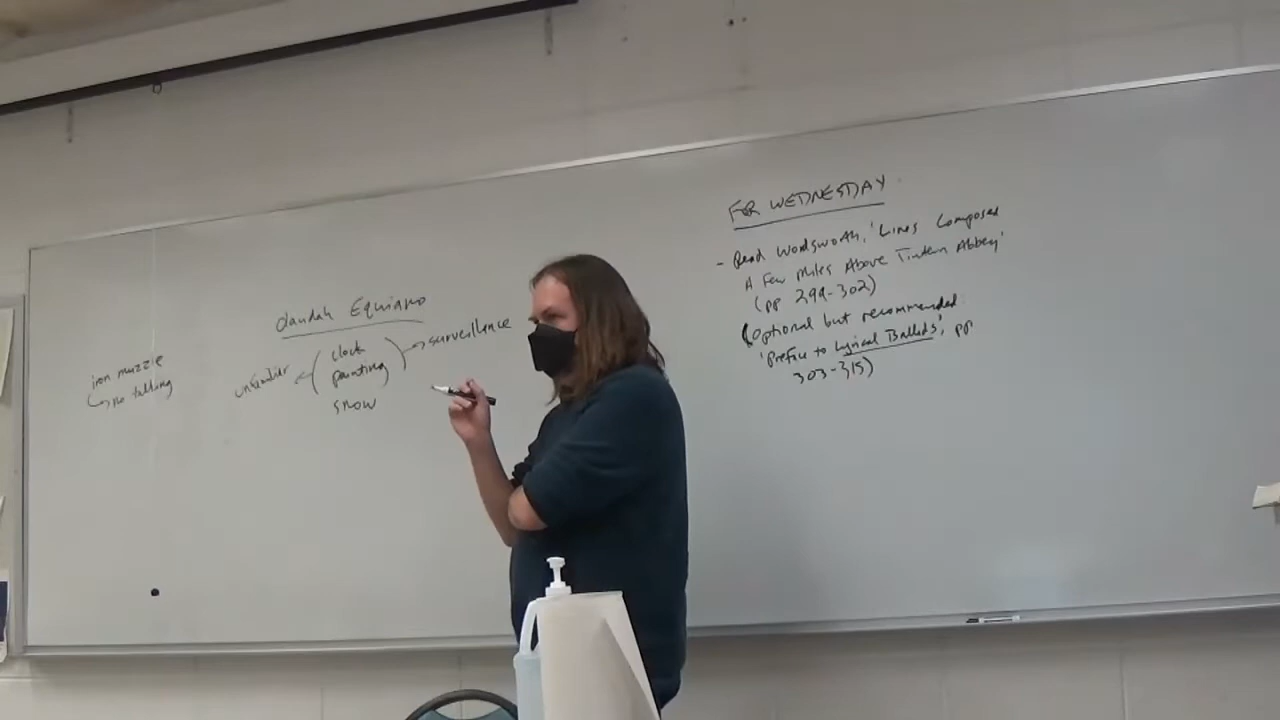 iron muzzle
no talking
Olaudah Equiano
unfamiliar
clock
painting
snow
surveillance
FOR WEDNESDAY
- Read Wordsworth, 'Lines Composed
A Few Miles Above Tintern Abbey'
(pp 299-302)
(optional but recommended
'Preface to Lyrical Ballads', pp
303-315)